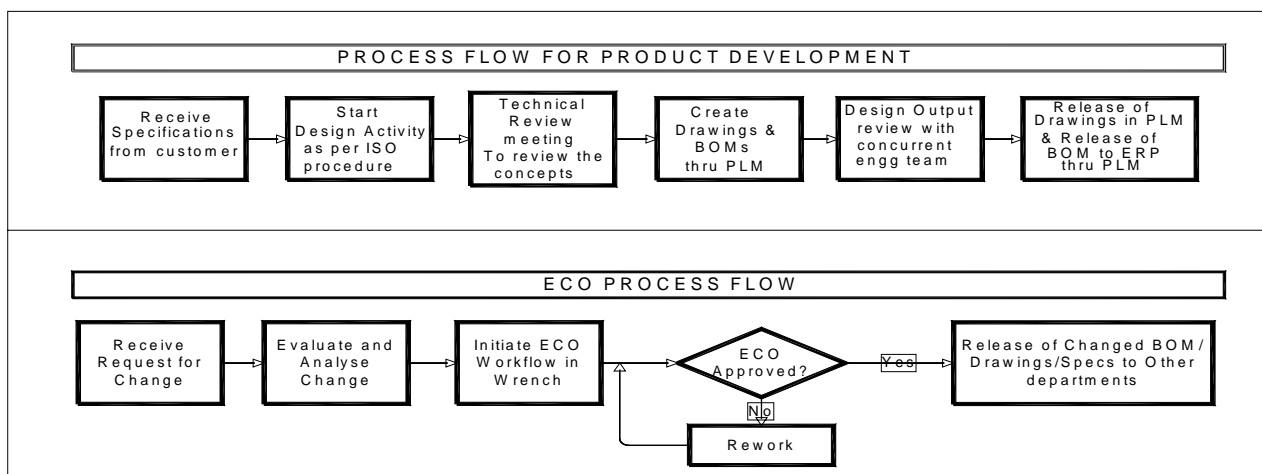 PROCESS FLOW FOR PRODUCT DEVELOPMENT
Receive
Specifications
from customer
Start
Design Activity
as per ISO
procedure
Technical
Review
meeting
To review the
concepts
Create
Drawings &
BOMs
thru PLM
Design Output
review with
concurrent
engg team
Release of
Drawings in PLM
& Release of
BOM to ERP
thru PLM
ECO PROCESS FLOW
Receive
Request for
Change
Evaluate and
Analyse
Change
Initiate ECO
Workflow in
Wrench
ECO
Approved?
Yes
Release of Changed BOM/
Drawings/Specs to Other
departments
No
Rework